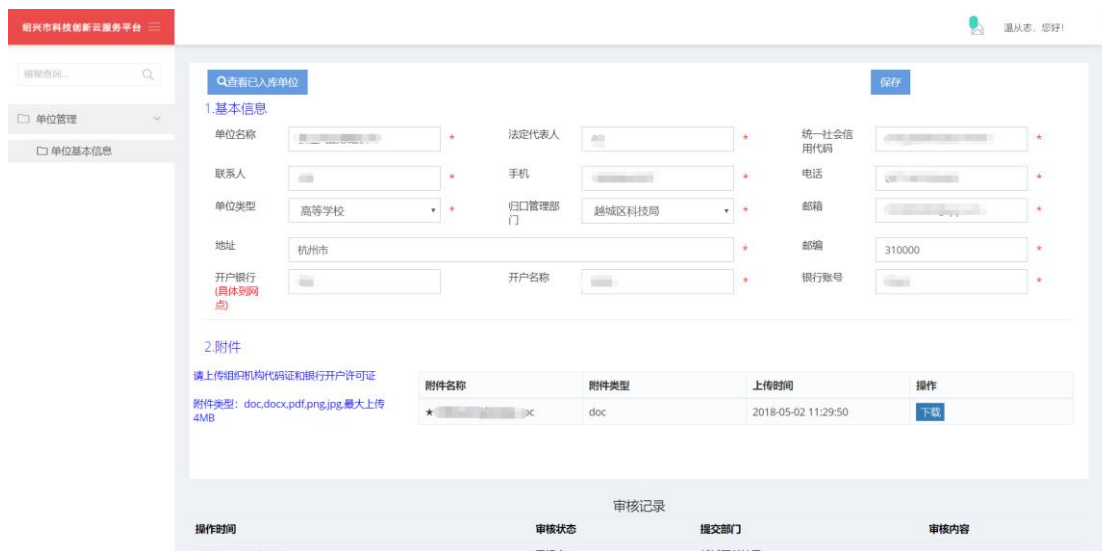 绍兴市科技创新云服务平台
温从志，您好!
模糊查询...
查看已入库单位
保存
1.基本信息
单位管理
单位基本信息
单位名称 * 法定代表人 * 统一社会信用代码 *
联系人 * 手机 * 电话 *
单位类型 高等学校 * 归口管理部门 越城区科技局 * 邮箱 *
地址 杭州市 * 邮编 310000 *
开户银行 开户名称 * 银行账号 *
(具体到网点)
2.附件
请上传组织机构代码证和银行开户许可证
附件类型：doc,docx,pdf,png,jpg,最大上传
4MB
附件名称 附件类型 上传时间 操作
★ doc 2018-05-02 11:29:50 下载
审核记录
操作时间 审核状态 提交部门 审核内容